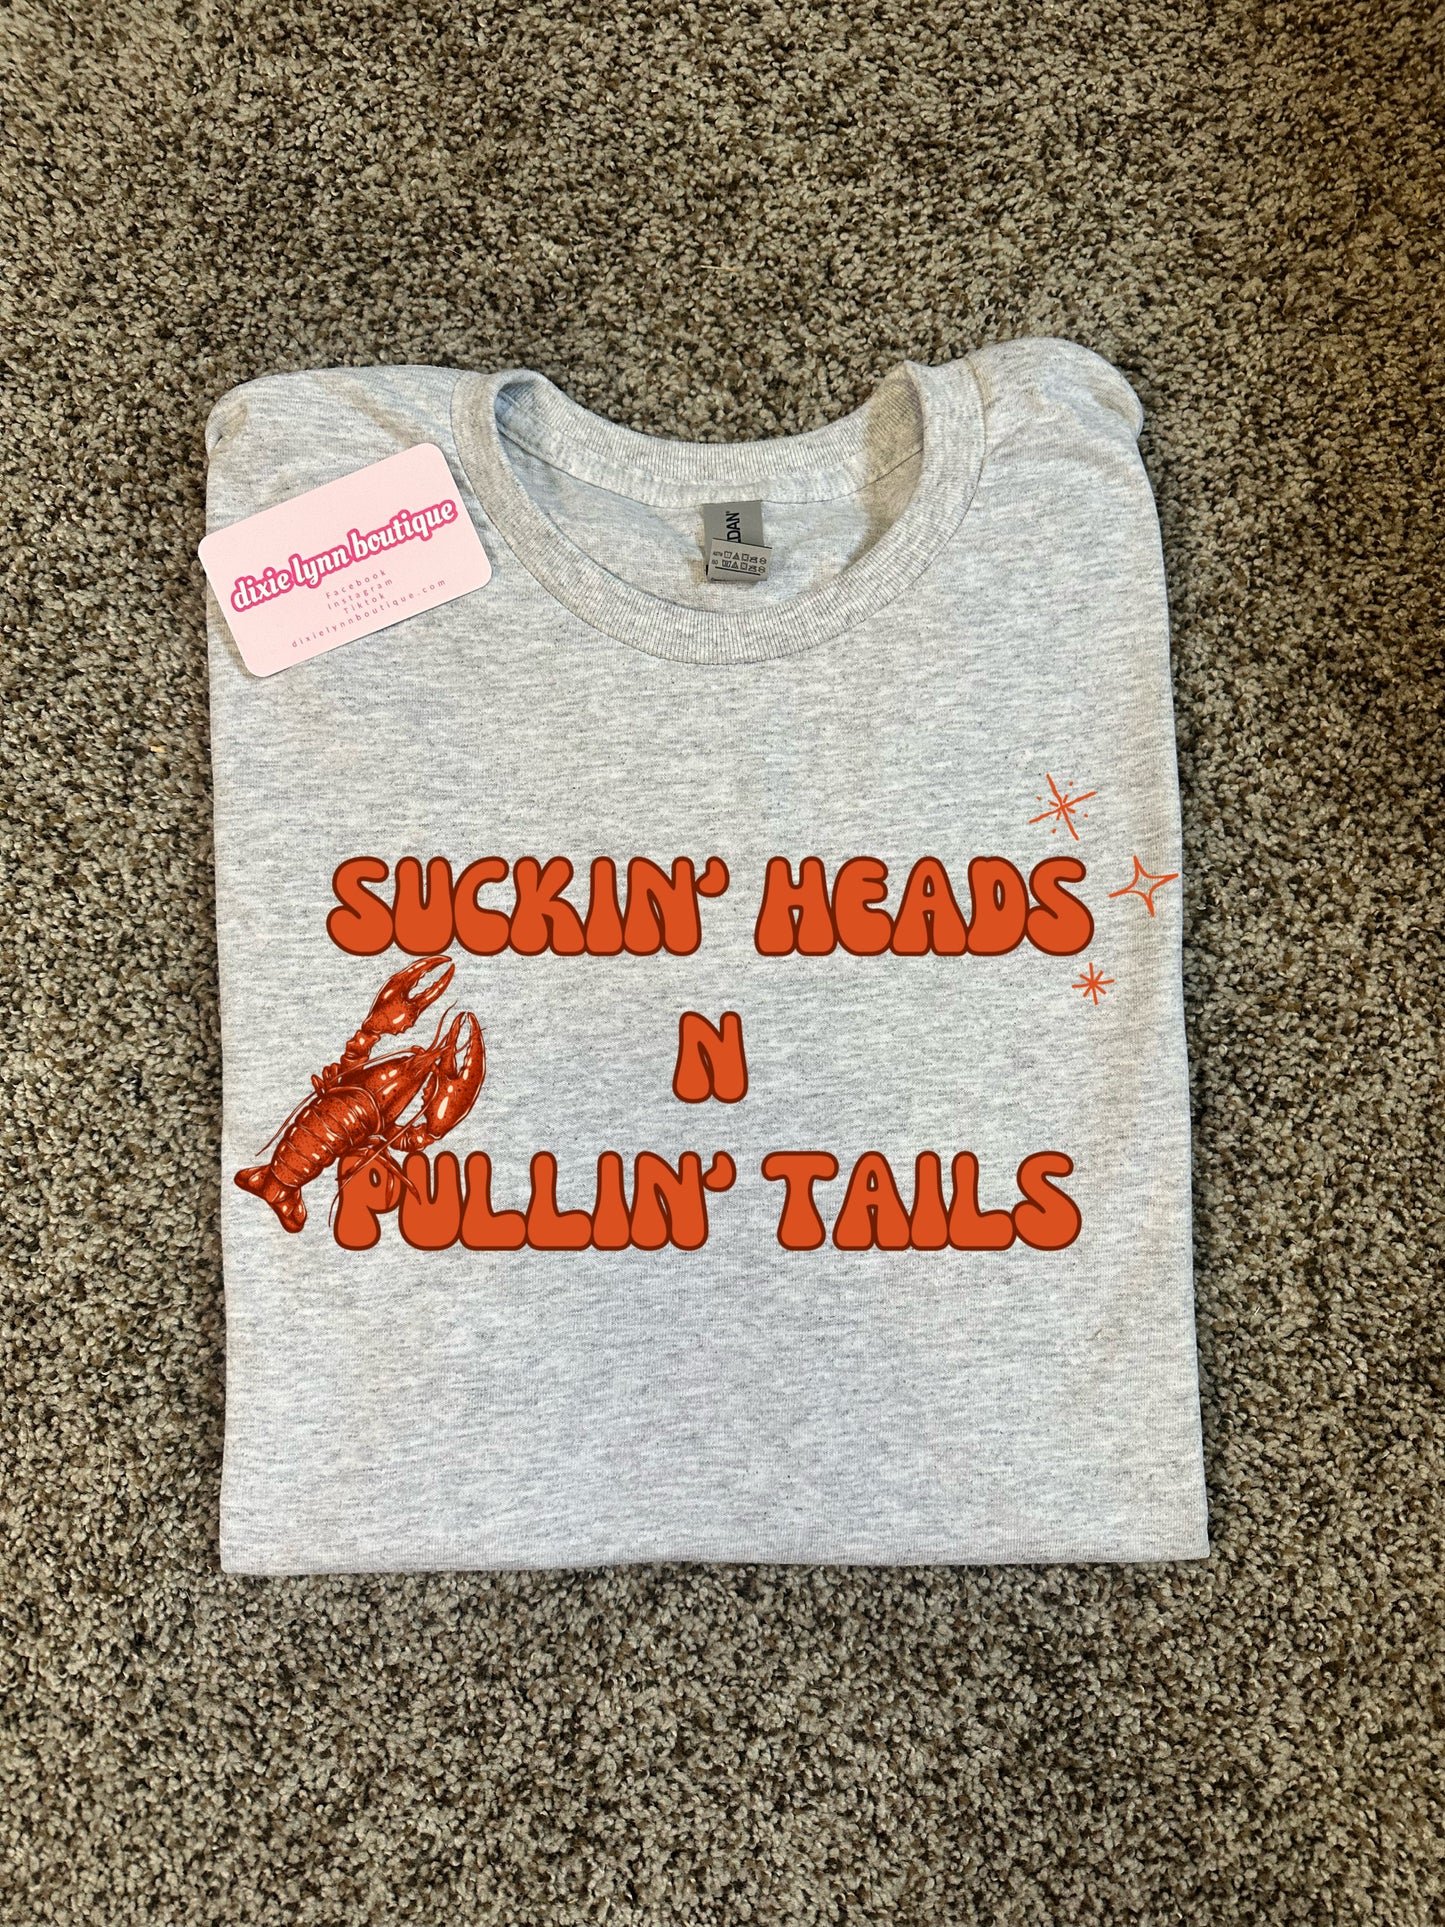 dixie lynn boutique
Facebook
Instagram
Tiktok
dixielynnboutique.com
SUCKIN' HEADS
N
PULLIN' TAILS